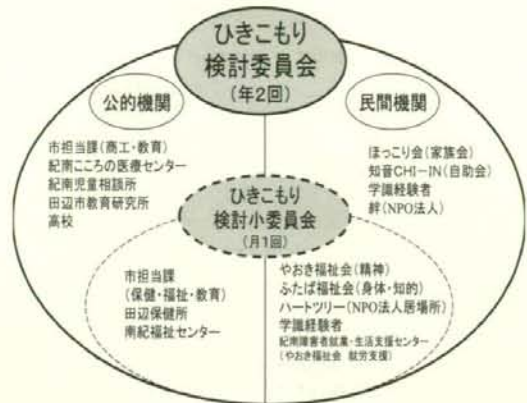 ひきこもり
検討委員会
(年2回)
公的機関
市担当課(商工・教育)
紀南こころの医療センター
紀南児童相談所
田辺市教育研究所
高校
民間機関
ほっこり会(家族会)
知音CHI-IN(自助会)
学識経験者
絆(NPO法人)
ひきこもり
検討小委員会
(月1回)
市担当課
(保健・福祉・教育)
田辺保健所
南紀福祉センター
やおき福祉会(精神)
ふたば福祉会(身体・知的)
ハートツリー(NPO法人居場所)
学識経験者
紀南障害者就業・生活支援センター
(やおき福祉会 就労支援)